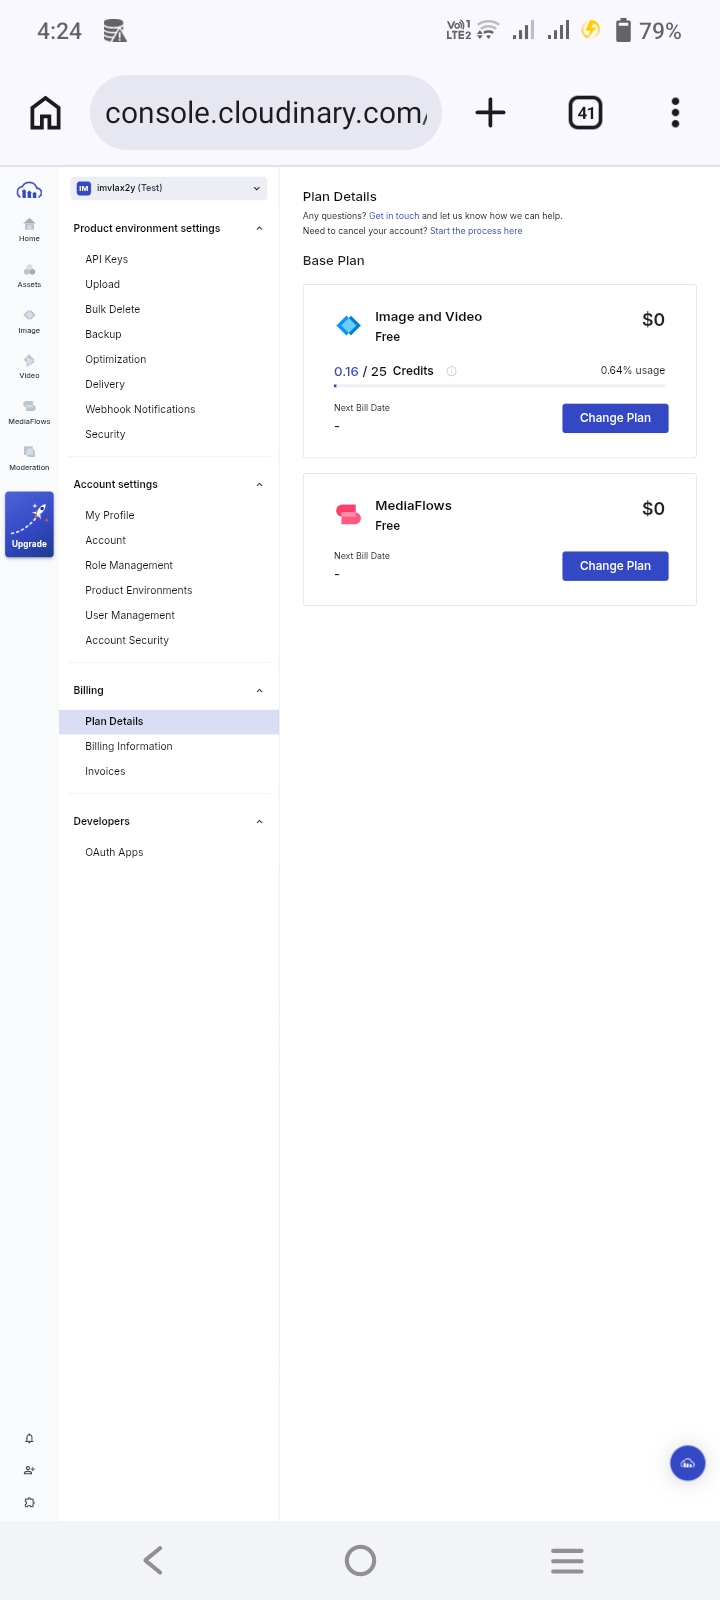 4:24
Vo)) 1
LTE2
79%
console.cloudinary.com/
41
IM imvlax2y (Test)
Home
Assets
Image
Video
MediaFlows
Moderation
Upgrade
Product environment settings
API Keys
Upload
Bulk Delete
Backup
Optimization
Delivery
Webhook Notifications
Security
Account settings
My Profile
Account
Role Management
Product Environments
User Management
Account Security
Billing
Plan Details
Billing Information
Invoices
Developers
OAuth Apps
Plan Details
Any questions? Get in touch and let us know how we can help.
Need to cancel your account? Start the process here
Base Plan
Image and Video
$0
Free
0.16 / 25 Credits
0.64% usage
Next Bill Date
-
Change Plan
MediaFlows
$0
Free
Next Bill Date
-
Change Plan